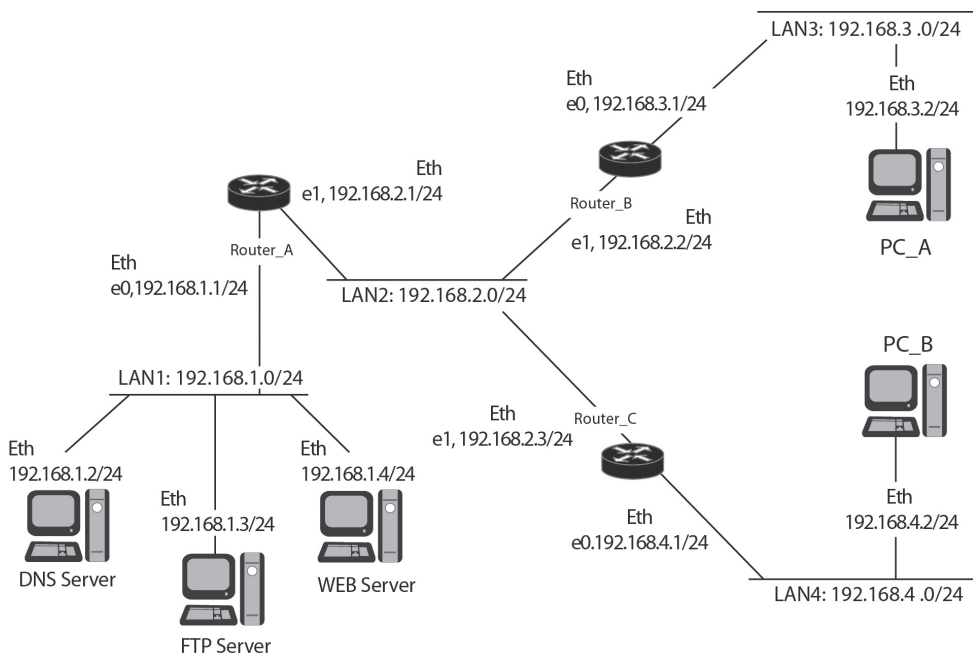 LAN3: 192.168.3 .0/24
Eth
e0, 192.168.3.1/24
Eth
192.168.3.2/24
Eth
e1, 192.168.2.1/24
Router_B
Eth
e1, 192.168.2.2/24
PC_A
Router_A
Eth
e0,192.168.1.1/24
LAN2: 192.168.2.0/24
PC_B
LAN1: 192.168.1.0/24
Eth
e1, 192.168.2.3/24
Router_C
Eth
192.168.1.2/24
Eth
192.168.1.4/24
Eth
192.168.1.3/24
Eth
e0.192.168.4.1/24
Eth
192.168.4.2/24
DNS Server
WEB Server
FTP Server
LAN4: 192.168.4 .0/24